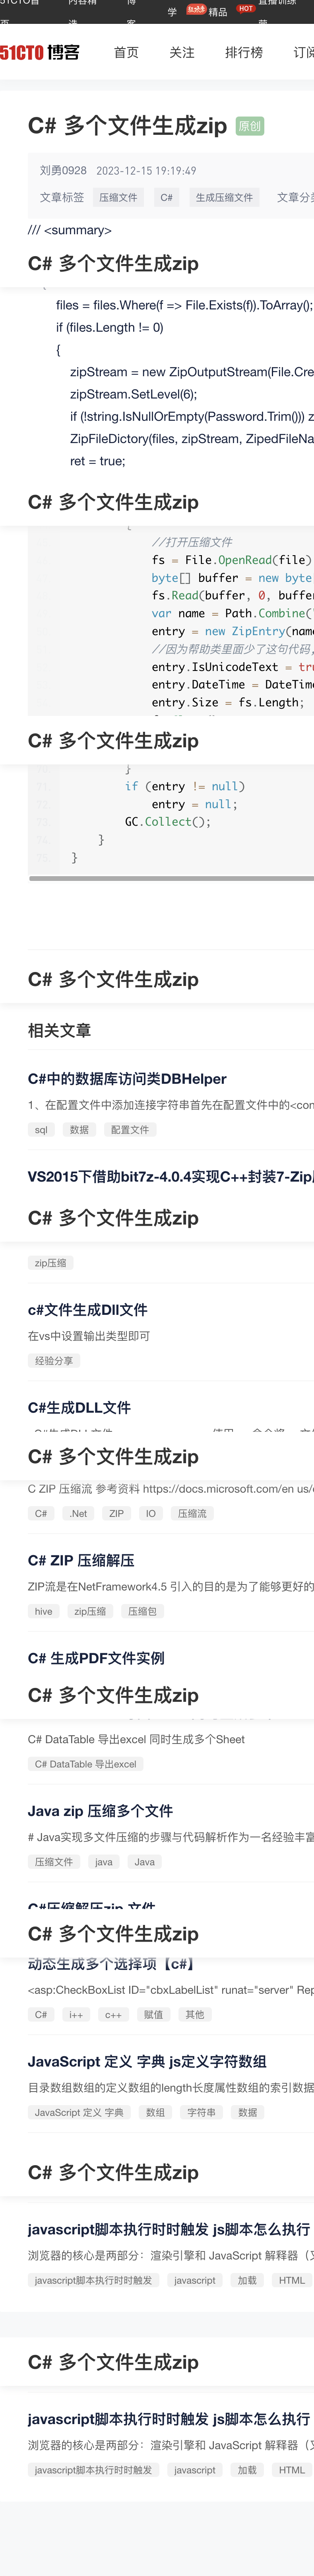 51CTO首页
内容精选
博客
学
精品
HOT
直播训练营
51CTO 博客
首页
关注
排行榜
订阅
C# 多个文件生成zip
原创
刘勇0928 2023-12-15 19:19:49
文章标签 压缩文件 C# 生成压缩文件 文章分类
/// <summary>
C# 多个文件生成zip
files = files.Where(f => File.Exists(f)).ToArray();
if (files.Length != 0)
{
zipStream = new ZipOutputStream(File.Cre
zipStream.SetLevel(6);
if (!string.IsNullOrEmpty(Password.Trim())) z
ZipFileDictory(files, zipStream, ZipedFileNa
ret = true;
C# 多个文件生成zip
//打开压缩文件
fs = File.OpenRead(file)
byte[] buffer = new byte
fs.Read(buffer, 0, buffer
var name = Path.Combine(
entry = new ZipEntry(name
//因为帮助类里面少了这句代码，
entry.IsUnicodeText = tru
entry.DateTime = DateTime
entry.Size = fs.Length;
C# 多个文件生成zip
}
if (entry != null)
entry = null;
GC.Collect();
}
}
C# 多个文件生成zip
相关文章
C#中的数据库访问类DBHelper
1、在配置文件中添加连接字符串首先在配置文件中的<con
sql 数据 配置文件
VS2015下借助bit7z-4.0.4实现C++封装7-Zip
C# 多个文件生成zip
zip压缩
c#文件生成Dll文件
在vs中设置输出类型即可
经验分享
C#生成DLL文件
C# 多个文件生成zip
C ZIP 压缩流 参考资料 https://docs.microsoft.com/en us/
C# .Net ZIP IO 压缩流
C# ZIP 压缩解压
ZIP流是在NetFramework4.5 引入的目的是为了能够更好的
hive zip压缩 压缩包
C# 生成PDF文件实例
C# 多个文件生成zip
C# DataTable 导出excel 同时生成多个Sheet
C# DataTable 导出excel
Java zip 压缩多个文件
# Java实现多文件压缩的步骤与代码解析作为一名经验丰富
压缩文件 java Java
C#压缩解压zip 文件
C# 多个文件生成zip
动态生成多个选择项【c#】
<asp:CheckBoxList ID="cbxLabelList" runat="server" Rep
C# i++ c++ 赋值 其他
JavaScript 定义 字典 js定义字符数组
目录数组数组的定义数组的length长度属性数组的索引数据
JavaScript 定义 字典 数组 字符串 数据
C# 多个文件生成zip
javascript脚本执行时时触发 js脚本怎么执行
浏览器的核心是两部分：渲染引擎和 JavaScript 解释器（又
javascript脚本执行时时触发 javascript 加载 HTML
C# 多个文件生成zip
javascript脚本执行时时触发 js脚本怎么执行
浏览器的核心是两部分：渲染引擎和 JavaScript 解释器（又
javascript脚本执行时时触发 javascript 加载 HTML